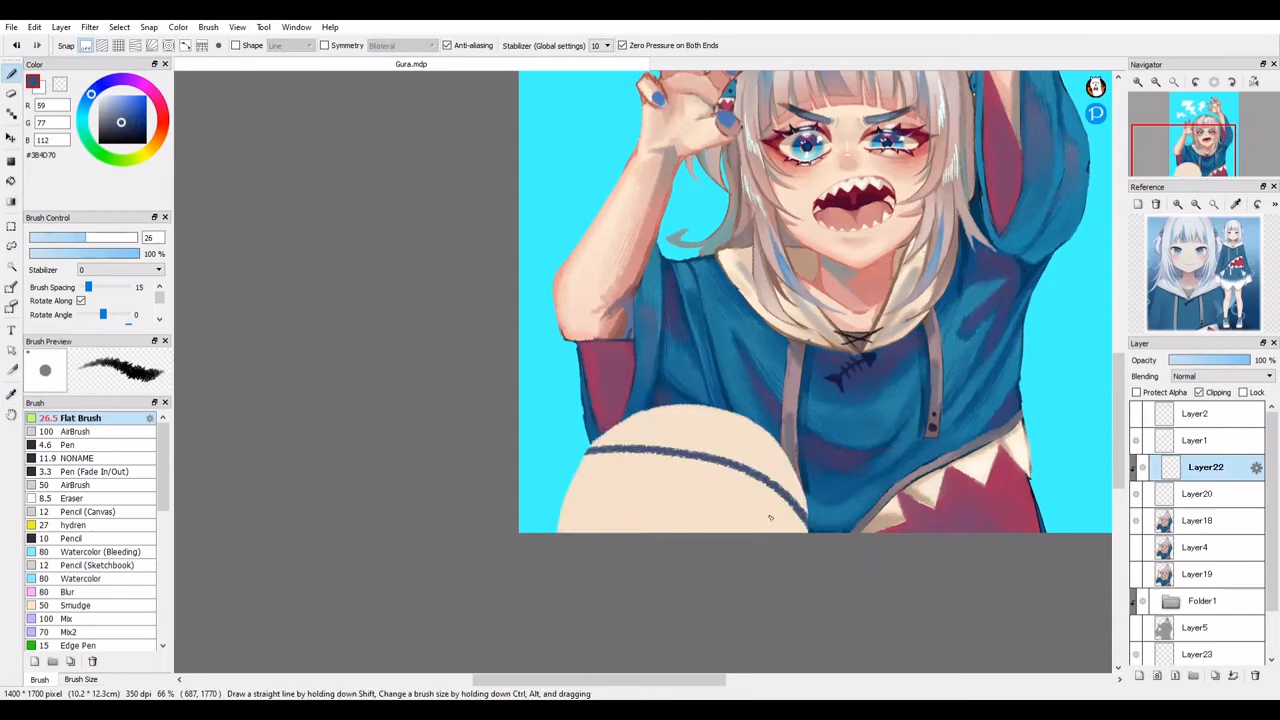 File Edit Layer Filter Select Snap Color Brush View Tool Window Help
Snap Shape Line Symmetry Bilateral Anti-aliasing Stabilizer (Global settings) 10 Zero Pressure on Both Ends
Color
R 59
G 77
B 112
#3B4D70
Brush Control
26
100 %
Stabilizer 0
Brush Spacing 15
Rotate Along
Rotate Angle 0
Brush Preview
Brush
26.5 Flat Brush
100 AirBrush
4.6 Pen
11.9 NONAME
3.3 Pen (Fade In/Out)
50 AirBrush
8.5 Eraser
12 Pencil (Canvas)
27 hydren
10 Pencil
80 Watercolor (Bleeding)
12 Pencil (Sketchbook)
80 Watercolor
80 Blur
50 Smudge
100 Mix
70 Mix2
15 Edge Pen
Brush Brush Size
Gura.mdp
Navigator
Reference
Layer
Opacity 100 %
Blending Normal
Protect Alpha Clipping Lock
Layer2
Layer1
Layer22
Layer20
Layer18
Layer4
Layer19
Folder1
Layer5
Layer23
1400 * 1700 pixel (10.2 * 12.3cm) 350 dpi 66 % (687, 1770) Draw a straight line by holding down Shift, Change a brush size by holding down Ctrl, Alt, and dragging